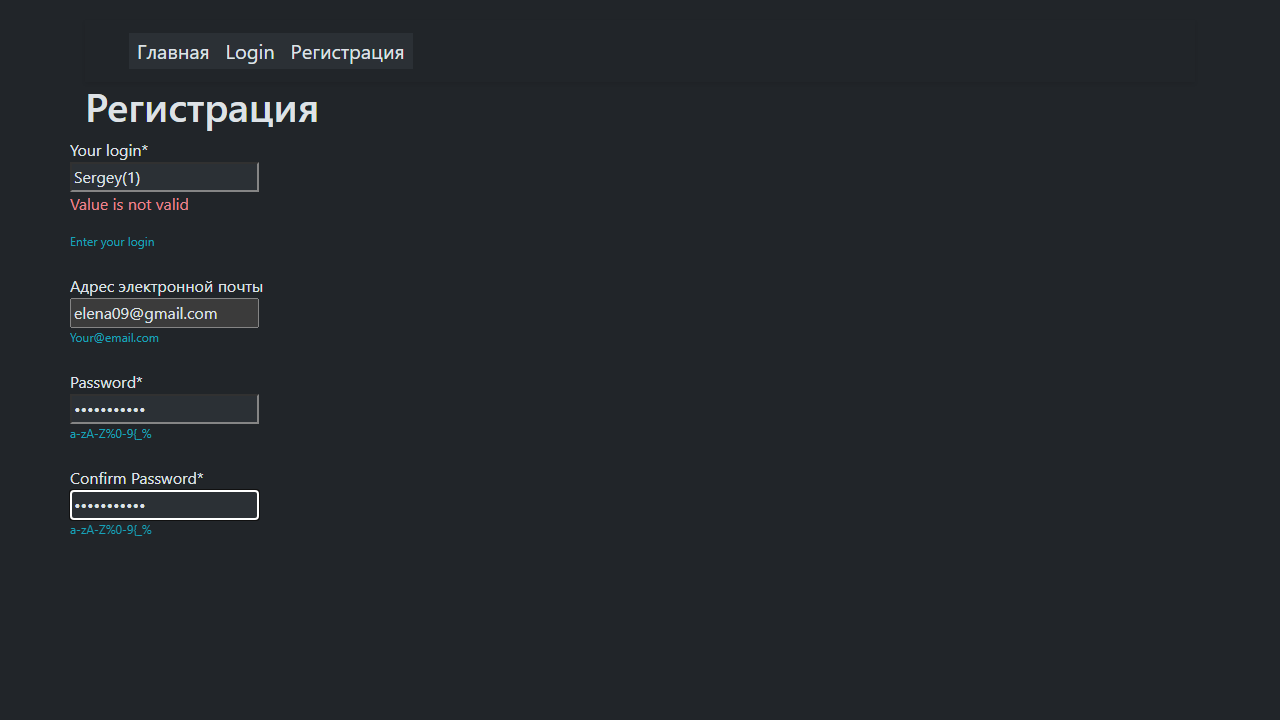 Главная Login Регистрация
Регистрация
Your login*
Sergey(1)
Value is not valid
Enter your login
Адрес электронной почты
elena09@gmail.com
Your@email.com
Password*
•••••••••••
a-zA-Z%0-9{_%
Confirm Password*
•••••••••••
a-zA-Z%0-9{_%